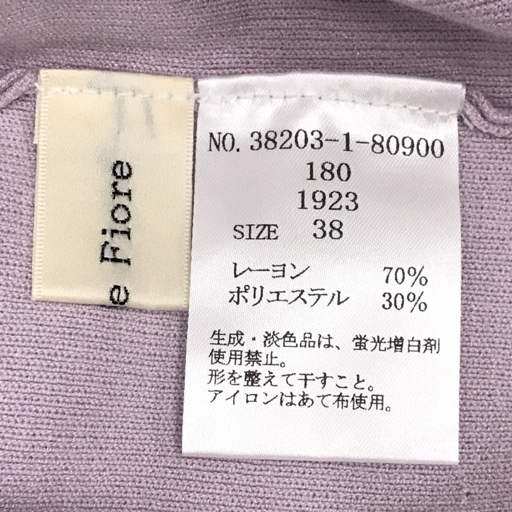 e Fiore
NO. 38203-1-80900
180
1923
SIZE 38
レーヨン 70%
ポリエステル 30%
生成・淡色品は、蛍光増白剤
使用禁止。
形を整えて干すこと。
アイロンはあて布使用。